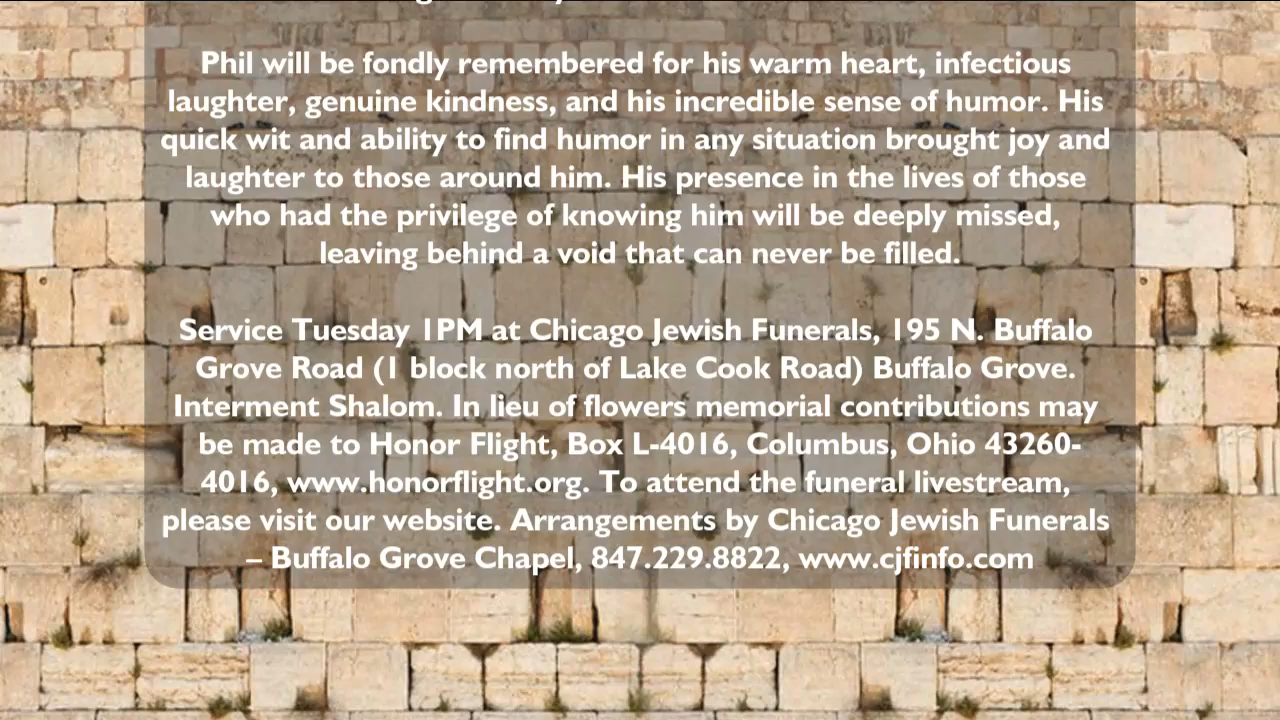 Phil will be fondly remembered for his warm heart, infectious
laughter, genuine kindness, and his incredible sense of humor. His
quick wit and ability to find humor in any situation brought joy and
laughter to those around him. His presence in the lives of those
who had the privilege of knowing him will be deeply missed,
leaving behind a void that can never be filled.
Service Tuesday 1PM at Chicago Jewish Funerals, 195 N. Buffalo
Grove Road (1 block north of Lake Cook Road) Buffalo Grove.
Interment Shalom. In lieu of flowers memorial contributions may
be made to Honor Flight, Box L-4016, Columbus, Ohio 43260-
4016, www.honorflight.org. To attend the funeral livestream,
please visit our website. Arrangements by Chicago Jewish Funerals
– Buffalo Grove Chapel, 847.229.8822, www.cjfinfo.com